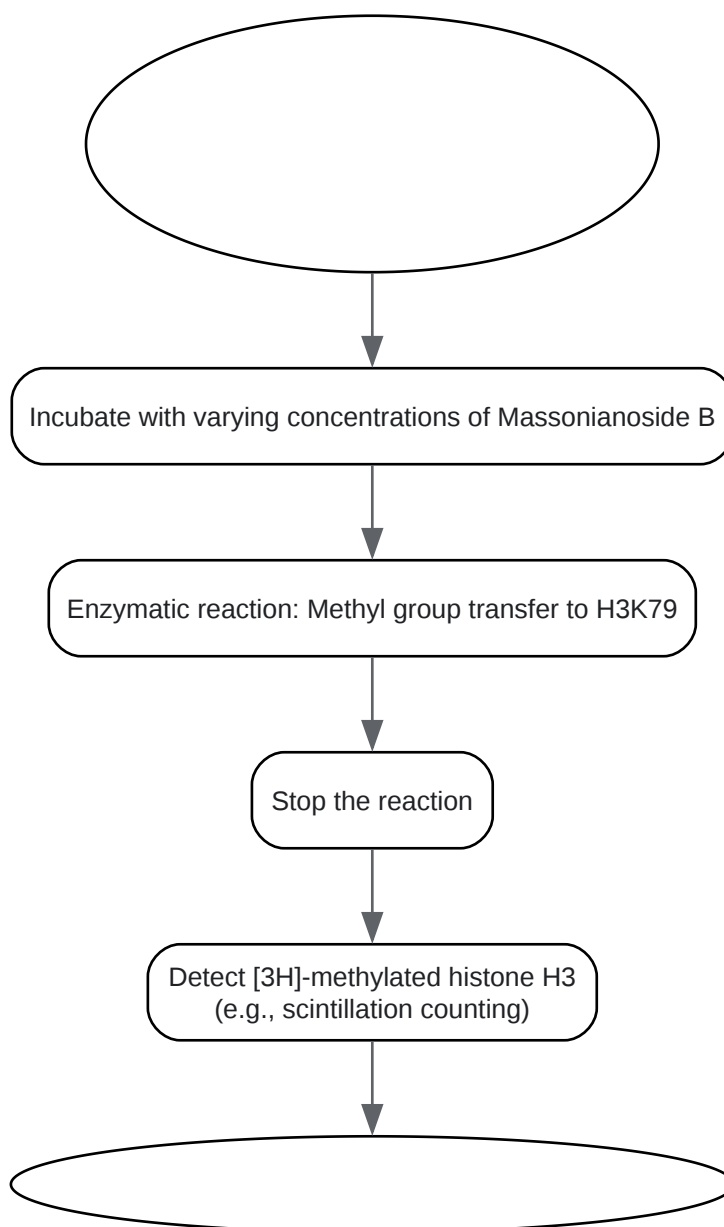 Incubate with varying concentrations of Massonianoside B
Enzymatic reaction: Methyl group transfer to H3K79
Stop the reaction
Detect [3H]-methylated histone H3
(e.g., scintillation counting)